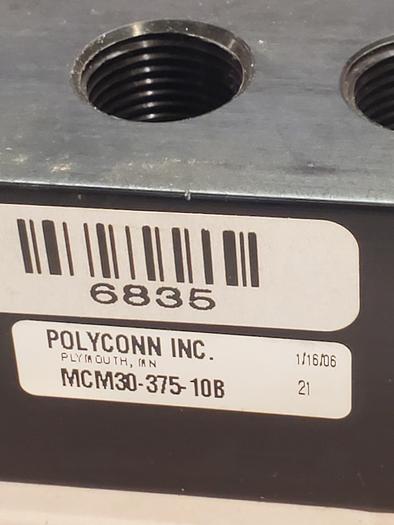 6835
POLYCONN INC.
PLYMOUTH, MN
1/16/06
MCM30-375-10B
21